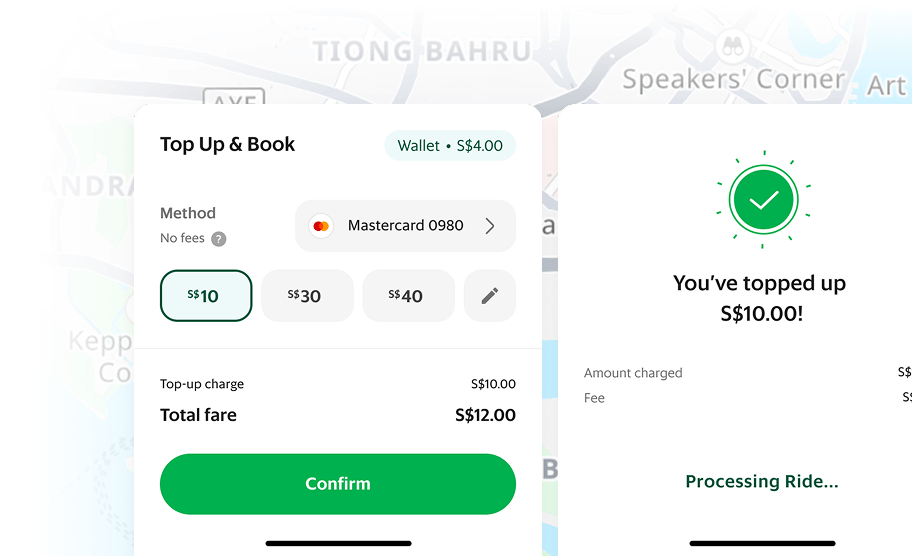 TIONG BAHRU
Speakers' Corner
Art
AYE
ANDRA
Kepp
Co
a
B
Top Up & Book
Wallet • S$4.00
Method
No fees ?
Mastercard 0980
S$10
S$30
S$40
Top-up charge
S$10.00
Total fare
S$12.00
Confirm
You've topped up
S$10.00!
Amount charged
S$
Fee
S$
Processing Ride...